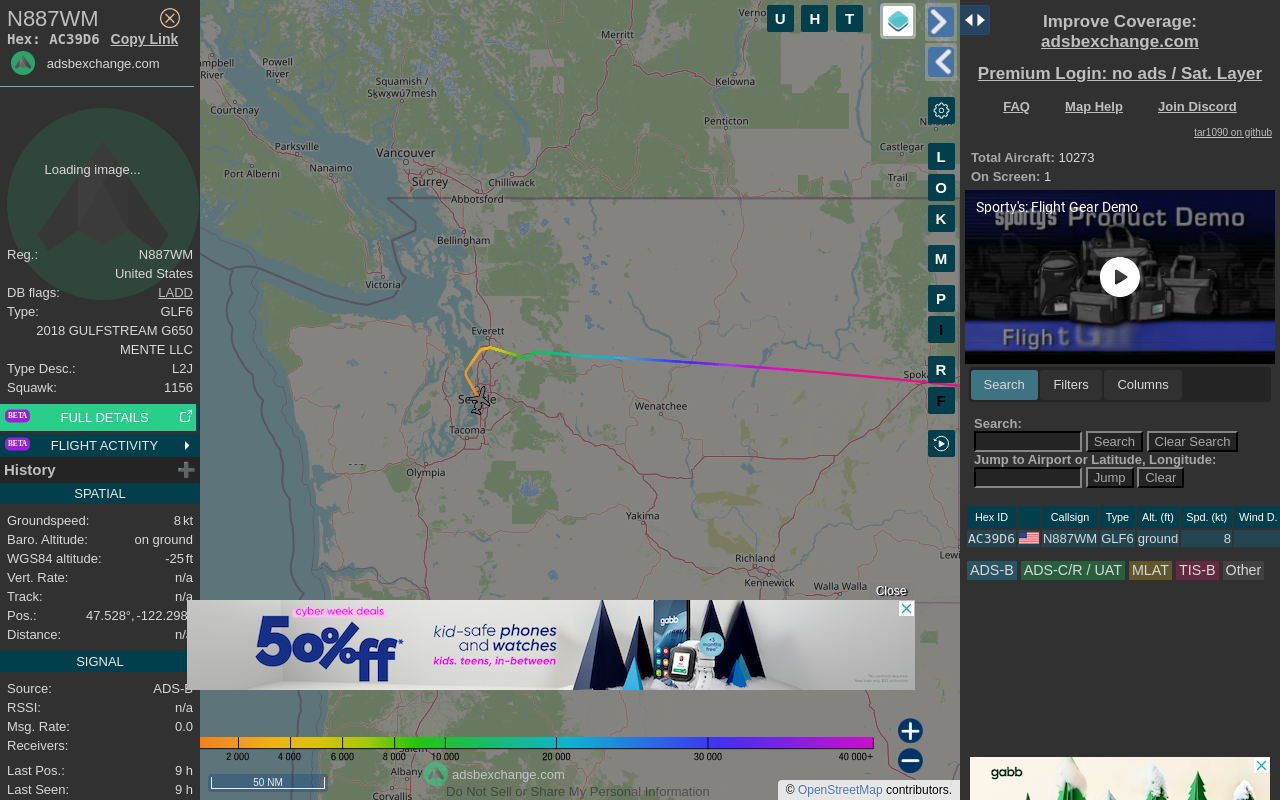 N887WM
Hex: AC39D6 Copy Link
adsbexchange.com
Loading image...
Reg.: N887WM
United States
DB flags: LADD
Type: GLF6
2018 GULFSTREAM G650
MENTE LLC
Type Desc.: L2J
Squawk: 1156
BETA FULL DETAILS
BETA FLIGHT ACTIVITY
History
SPATIAL
Groundspeed: 8 kt
Baro. Altitude: on ground
WGS84 altitude: -25 ft
Vert. Rate: n/a
Track: n/a
Pos.: 47.528°, -122.298
Distance: n/
SIGNAL
Source: ADS-B
RSSI: n/a
Msg. Rate: 0.0
Receivers:
Last Pos.: 9 h
Last Seen: 9 h
U H T
L
O
K
M
P
I
R
F
Verno
Merritt
mpbell
River
Powell
River
Squamish /
Sḵwx̱wú7mesh
Kelowna
Courtenay
Penticton
N
Parksville
Nanaimo
Port Alberni
Vancouver
Surrey
Chilliwack
Abbotsford
Castlegar
Trail
Bellingham
Victoria
Everett
Spok
Se
Wenatchee
Tacoma
Olympia
Yakima
Richland
Kennewick
Walla Walla
Lewi
Close
cyber week deals
50%ff*
kid-safe phones
and watches
kids. teens, in-between
gabb
+3
months
free
2 000 4 000 6 000 8 000 10 000 20 000 30 000 40 000+
Salem
Albany
Corvallis
50 NM
adsbexchange.com
Do Not Sell or Share My Personal Information
© OpenStreetMap contributors.
Improve Coverage:
adsbexchange.com
Premium Login: no ads / Sat. Layer
FAQ Map Help Join Discord
tar1090 on github
Total Aircraft: 10273
On Screen: 1
Sporty's: Flight Gear Demo
sporty's Product Demo
Flight G
Search Filters Columns
Search:
Search Clear Search
Jump to Airport or Latitude, Longitude:
Jump Clear
Hex ID Callsign Type Alt. (ft) Spd. (kt) Wind D.
AC39D6 N887WM GLF6 ground 8
ADS-B ADS-C/R / UAT MLAT TIS-B Other
gabb